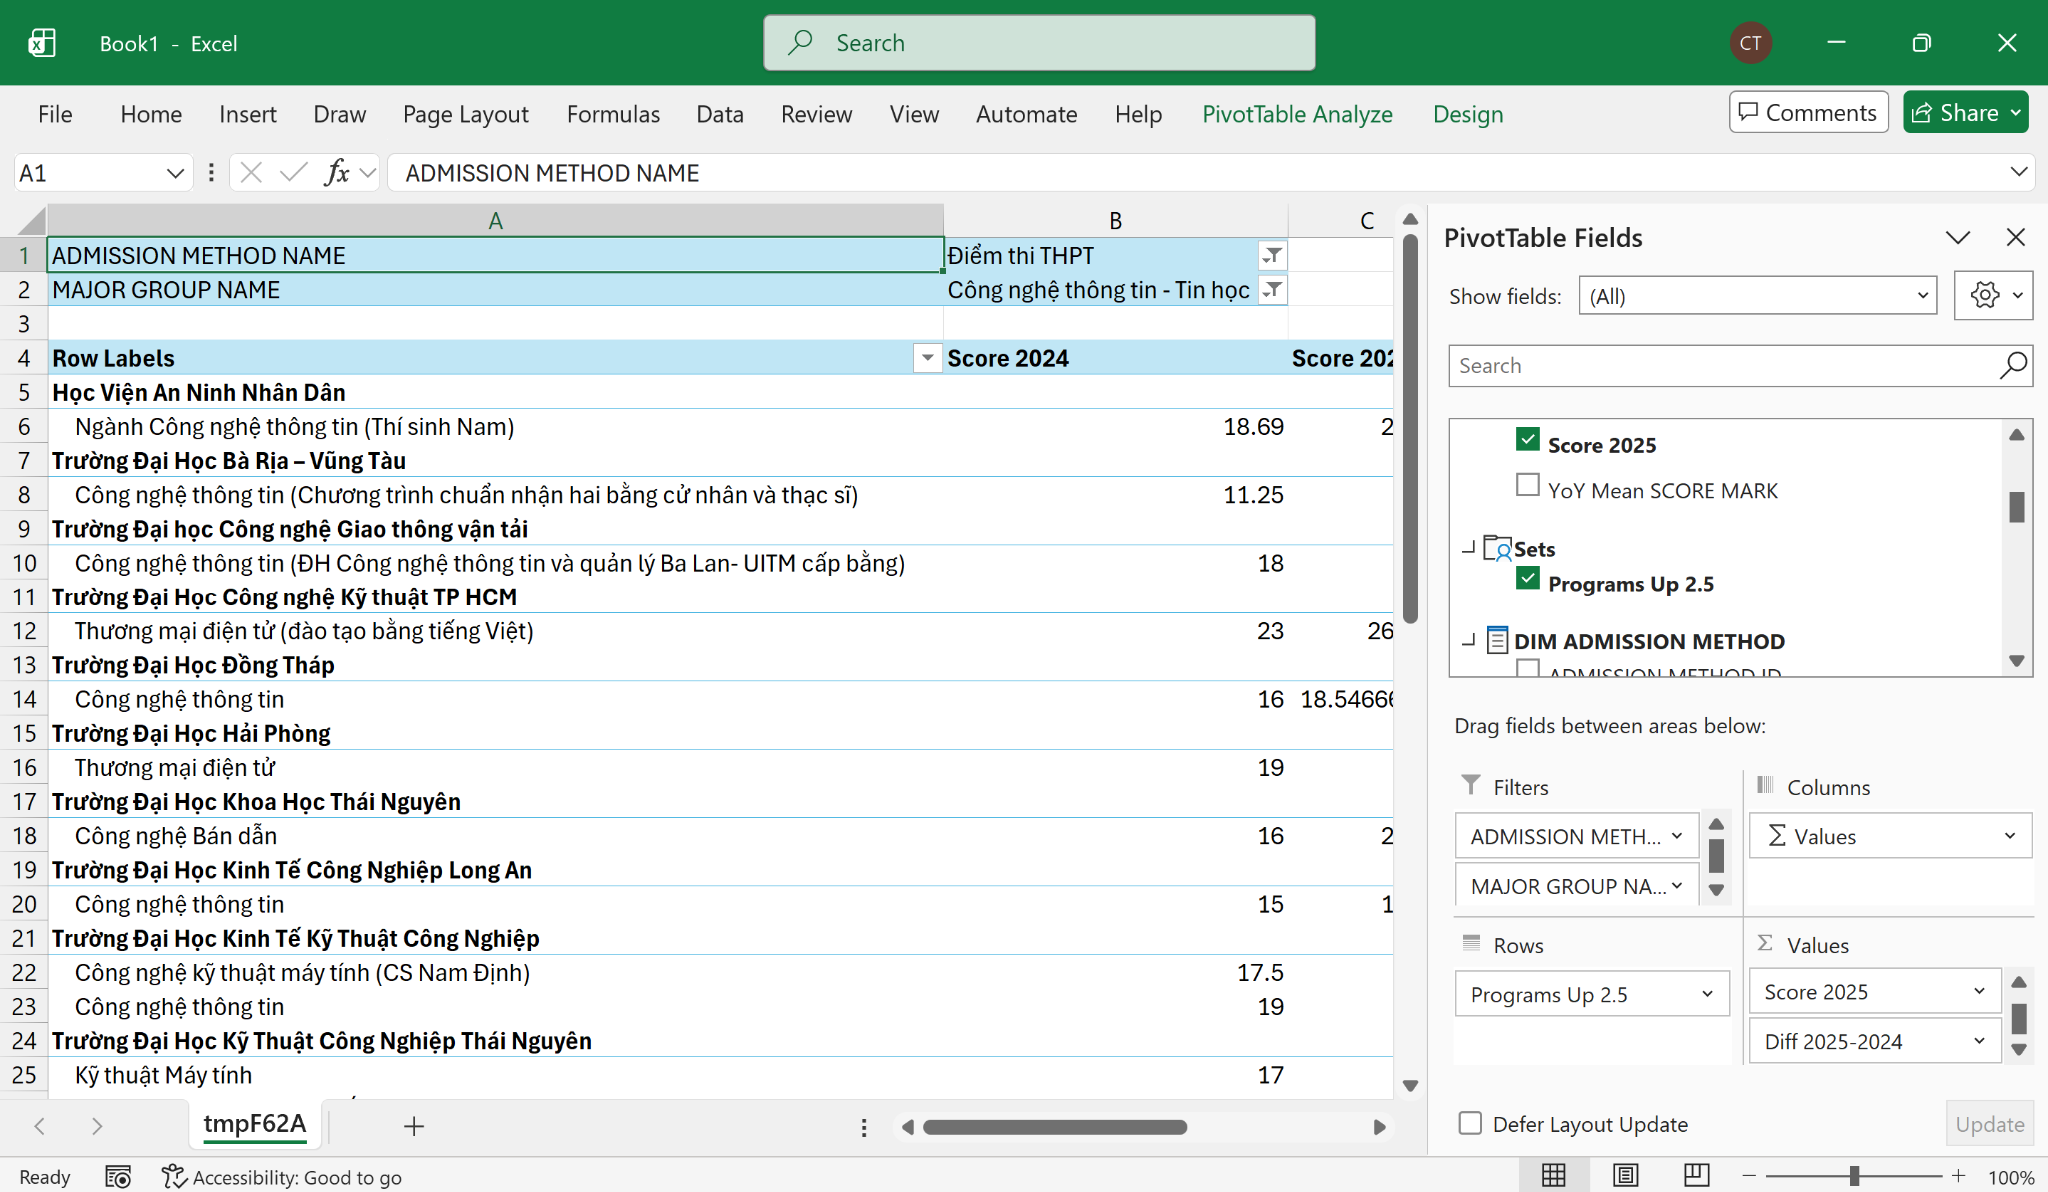 Book1 - Excel
Search
CT
File Home Insert Draw Page Layout Formulas Data Review View Automate Help PivotTable Analyze Design
Comments
Share
A1
fx
ADMISSION METHOD NAME
A B C
1 ADMISSION METHOD NAME Điểm thi THPT
2 MAJOR GROUP NAME Công nghệ thông tin - Tin học
3
4 Row Labels Score 2024 Score 202
5 Học Viện An Ninh Nhân Dân
6 Ngành Công nghệ thông tin (Thí sinh Nam) 18.69 2
7 Trường Đại Học Bà Rịa – Vũng Tàu
8 Công nghệ thông tin (Chương trình chuẩn nhận hai bằng cử nhân và thạc sĩ) 11.25
9 Trường Đại học Công nghệ Giao thông vận tải
10 Công nghệ thông tin (ĐH Công nghệ thông tin và quản lý Ba Lan- UITM cấp bằng) 18
11 Trường Đại Học Công nghệ Kỹ thuật TP HCM
12 Thương mại điện tử (đào tạo bằng tiếng Việt) 23 26
13 Trường Đại Học Đồng Tháp
14 Công nghệ thông tin 16 18.54666
15 Trường Đại Học Hải Phòng
16 Thương mại điện tử 19
17 Trường Đại Học Khoa Học Thái Nguyên
18 Công nghệ Bán dẫn 16 2
19 Trường Đại Học Kinh Tế Công Nghiệp Long An
20 Công nghệ thông tin 15 1
21 Trường Đại Học Kinh Tế Kỹ Thuật Công Nghiệp
22 Công nghệ kỹ thuật máy tính (CS Nam Định) 17.5
23 Công nghệ thông tin 19
24 Trường Đại Học Kỹ Thuật Công Nghiệp Thái Nguyên
25 Kỹ thuật Máy tính 17
PivotTable Fields
Show fields: (All)
Search
Score 2025
YoY Mean SCORE MARK
Sets
Programs Up 2.5
DIM ADMISSION METHOD
ADMISSION METHOD ID
Drag fields between areas below:
Filters
ADMISSION METH...
MAJOR GROUP NA...
Columns
Σ Values
Rows
Programs Up 2.5
Σ Values
Score 2025
Diff 2025-2024
Defer Layout Update
Update
tmpF62A
Ready
Accessibility: Good to go
100%